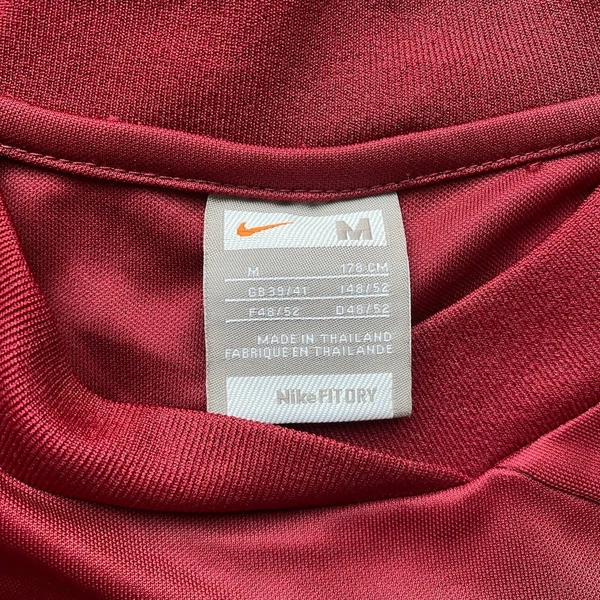 M
M 178 CM
GB39/41 I48/52
F48/52 D48/52
MADE IN THAILAND
FABRIQUE EN THAILANDE
Nike FIT DRY